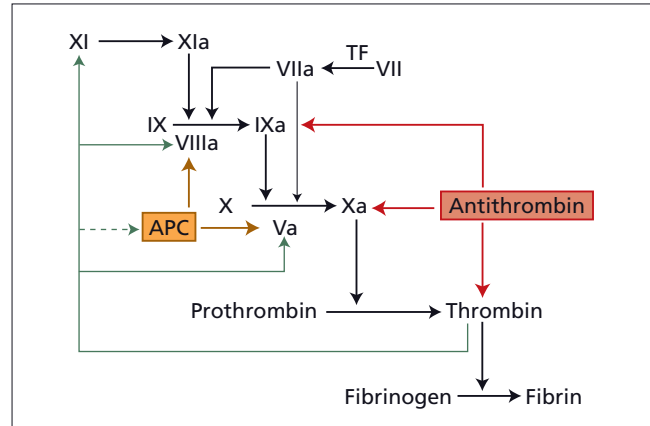 XI XIa
TF
VIIa VII
IX IXa
VIIIa
X Xa Antithrombin
APC Va
Prothrombin Thrombin
Fibrinogen Fibrin